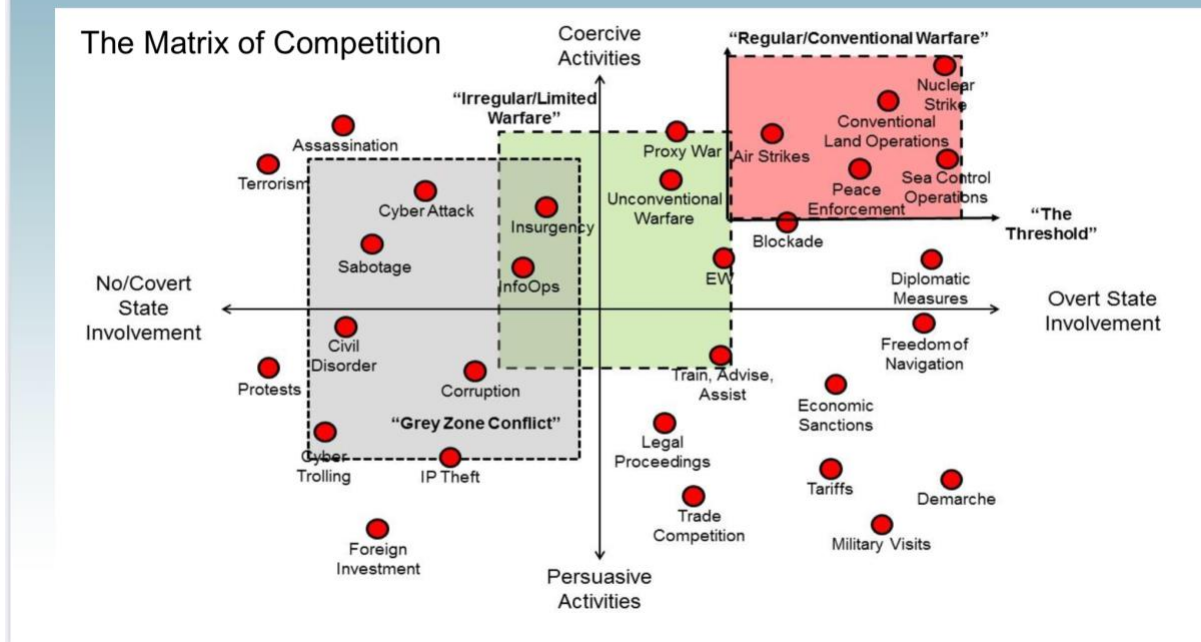 The Matrix of Competition
Coercive
Activities
“Regular/Conventional Warfare”
“Irregular/Limited
Warfare”
Nuclear
Strike
Assassination
Conventional
Land Operations
Proxy War
Air Strikes
Terrorism
Sea Control
Operations
Peace
Enforcement
Cyber Attack
Unconventional
Warfare
Insurgency
“The
Threshold”
Blockade
Sabotage
EW
InfoOps
Diplomatic
Measures
No/Covert
State
Involvement
Overt State
Involvement
Civil
Disorder
Freedom of
Navigation
Protests
Corruption
Train, Advise,
Assist
Economic
Sanctions
“Grey Zone Conflict”
Legal
Proceedings
Cyber
Trolling
IP Theft
Tariffs
Demarche
Trade
Competition
Military Visits
Foreign
Investment
Persuasive
Activities